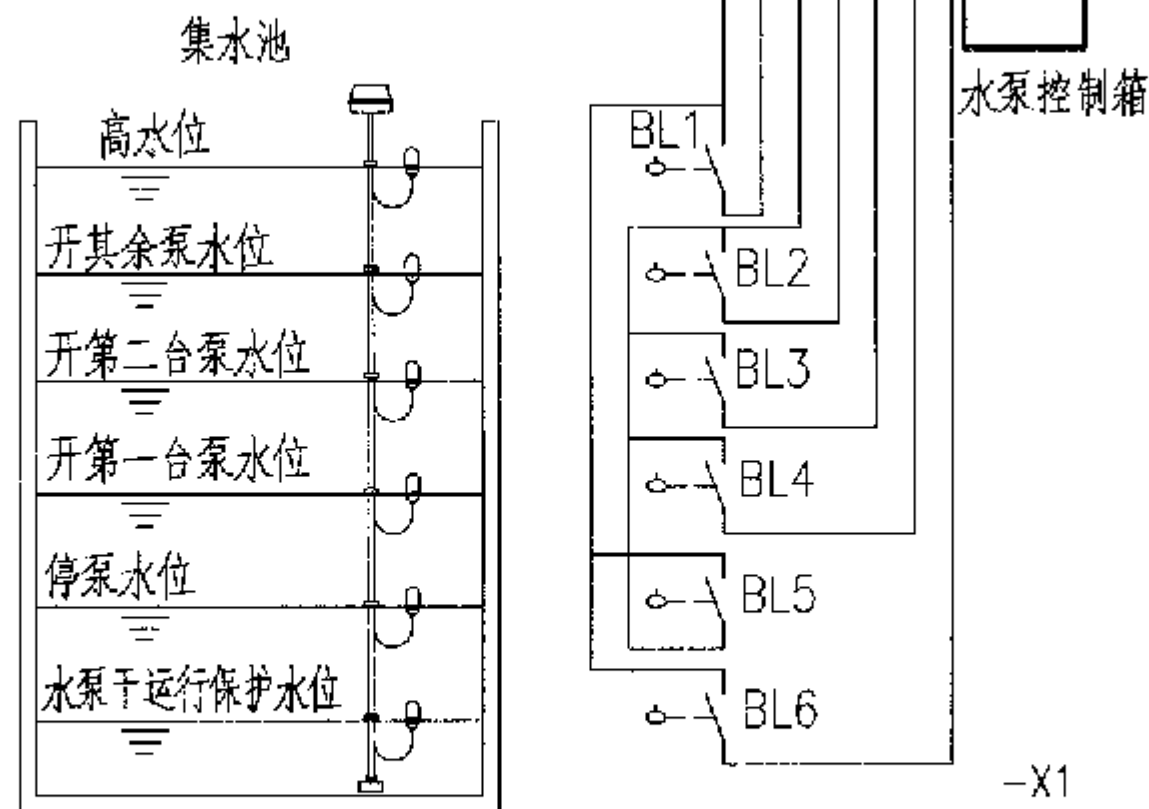 集水池
高水位
开其余泵水位
开第二台泵水位
开第一台泵水位
停泵水位
水泵干运行保护水位
水泵控制箱
BL1
BL2
BL3
BL4
BL5
BL6
-X1